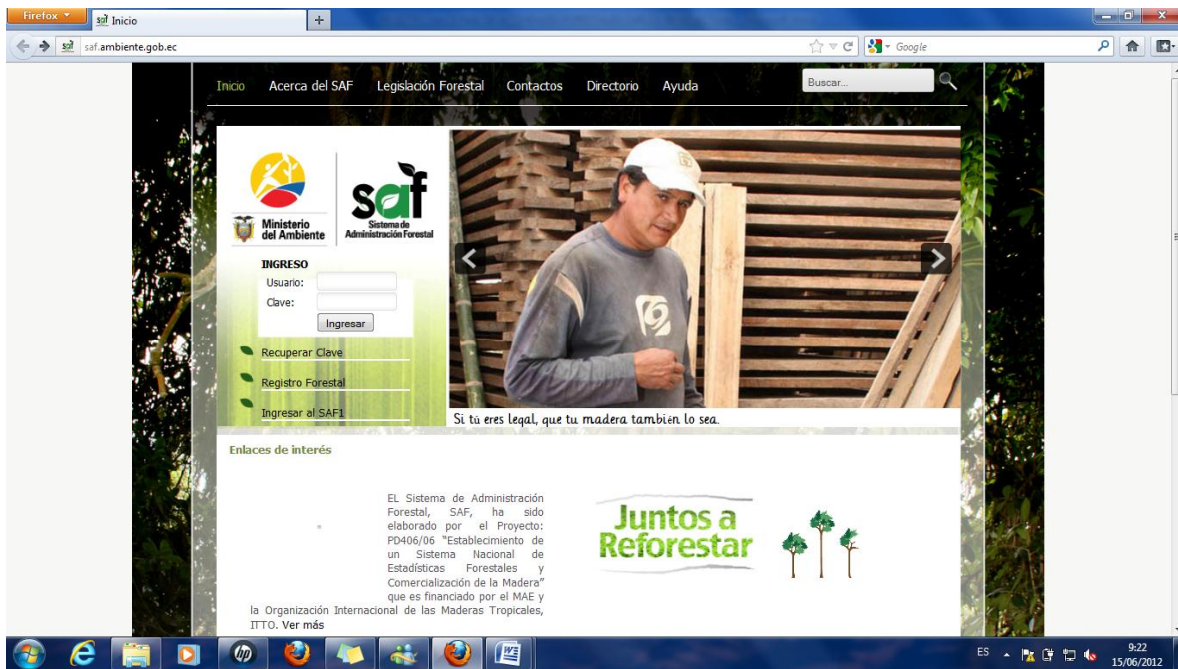 Firefox
saf Inicio
saf saf.ambiente.gob.ec
Google
Inicio Acerca del SAF Legislación Forestal Contactos Directorio Ayuda
Buscar...
Ministerio
del Ambiente
saf
Sistema de
Administración Forestal
INGRESO
Usuario:
Clave:
Ingresar
Recuperar Clave
Registro Forestal
Ingresar al SAF1
Si tú eres legal, que tu madera también lo sea.
Enlaces de interés
EL Sistema de Administración
Forestal, SAF, ha sido
elaborado por el Proyecto:
PD406/06 “Establecimiento de
un Sistema Nacional de
Estadísticas Forestales y
Comercialización de la Madera”
que es financiado por el MAE y
la Organización Internacional de las Maderas Tropicales,
ITTO. Ver más
Juntos a
Reforestar
hp
W
ES
9:22
15/06/2012